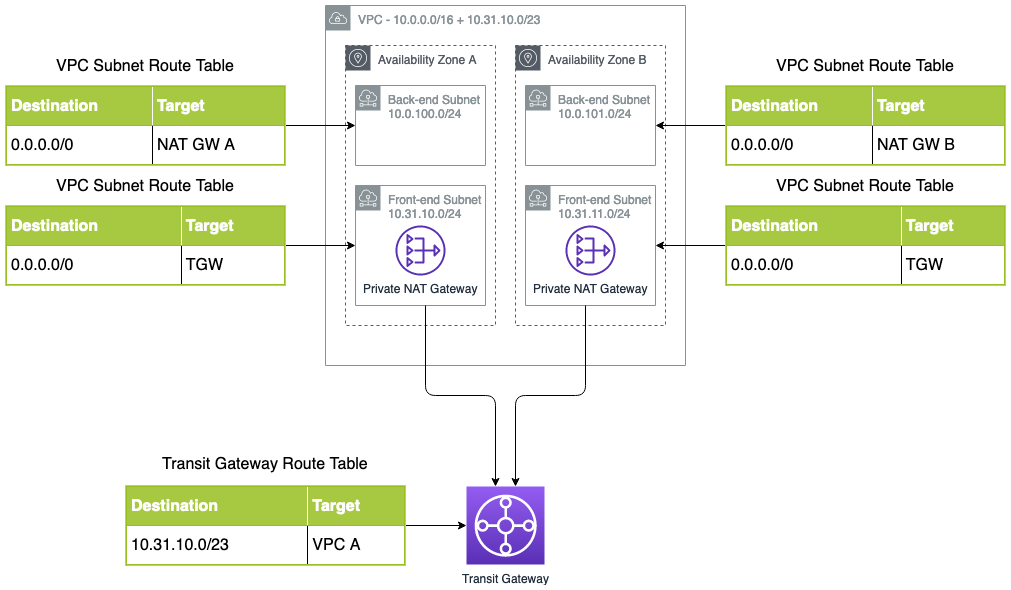 VPC - 10.0.0.0/16 + 10.31.10.0/23
Availability Zone A
Availability Zone B
VPC Subnet Route Table
Destination Target
0.0.0.0/0 NAT GW A
Back-end Subnet
10.0.100.0/24
Back-end Subnet
10.0.101.0/24
VPC Subnet Route Table
Destination Target
0.0.0.0/0 NAT GW B
VPC Subnet Route Table
Destination Target
0.0.0.0/0 TGW
Front-end Subnet
10.31.10.0/24
Private NAT Gateway
Front-end Subnet
10.31.11.0/24
Private NAT Gateway
VPC Subnet Route Table
Destination Target
0.0.0.0/0 TGW
Transit Gateway Route Table
Destination Target
10.31.10.0/23 VPC A
Transit Gateway